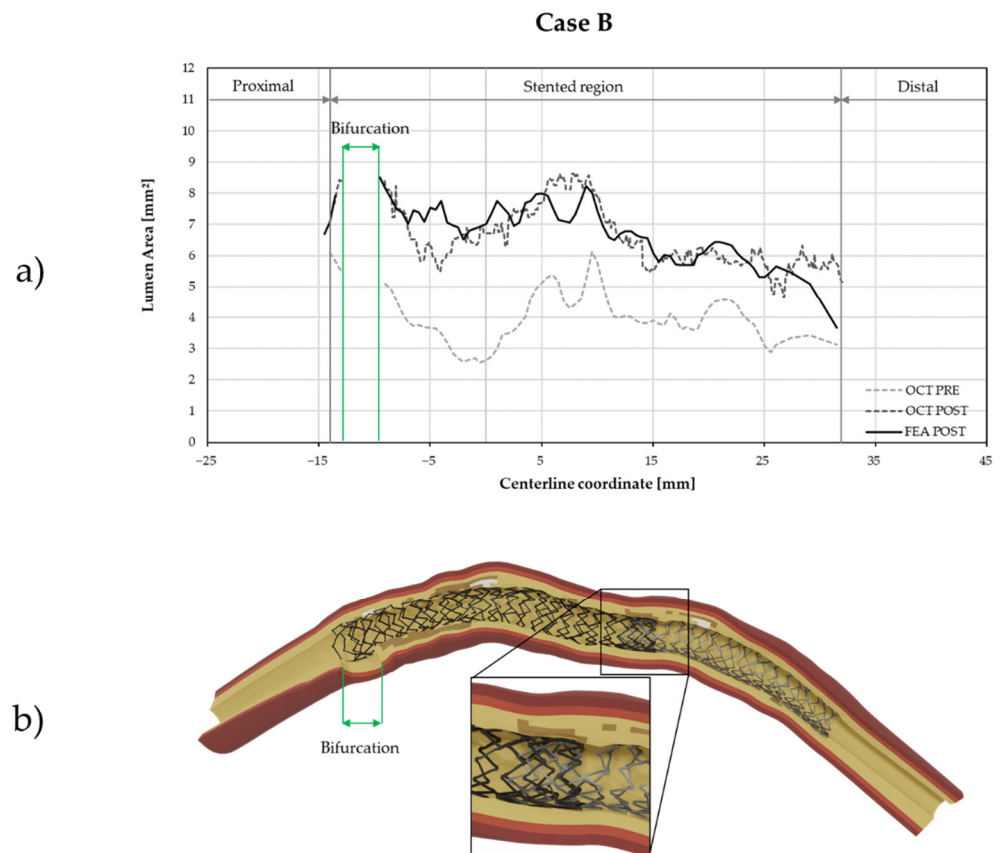 Case B
a)
Lumen Area [mm²]
12
11
10
9
8
7
6
5
4
3
2
1
0
Proximal
Stented region
Distal
Bifurcation
OCT PRE
OCT POST
FEA POST
−25
−15
−5
5
15
25
35
45
Centerline coordinate [mm]
b)
Bifurcation